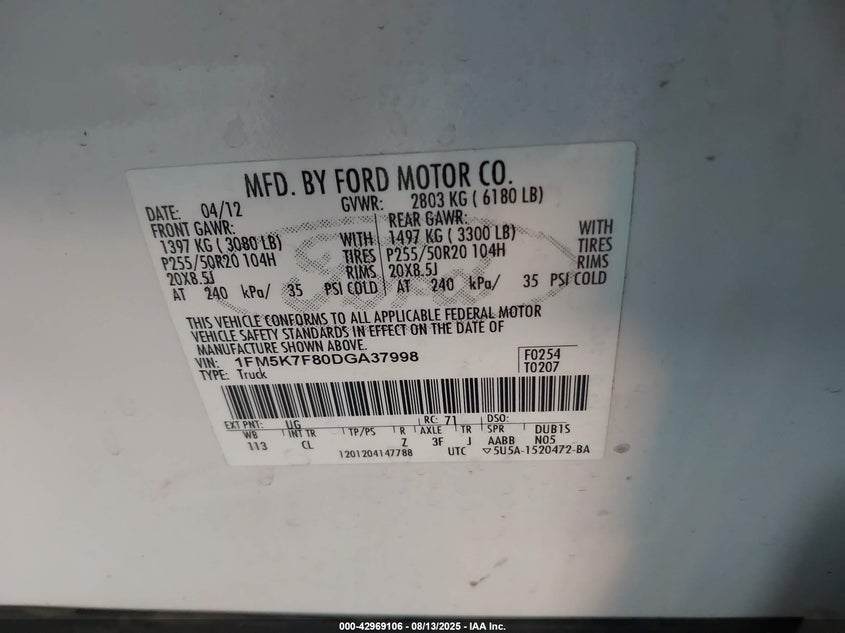 MFD. BY FORD MOTOR CO.
DATE: 04/12 GVWR: 2803 KG ( 6180 LB)
FRONT GAWR: REAR GAWR:
1397 KG ( 3080 LB) WITH 1497 KG ( 3300 LB) WITH
P255/50R20 104H TIRES P255/50R20 104H TIRES
20X8.5J RIMS 20X8.5J RIMS
AT 240 kPa/ 35 PSI COLD AT 240 kPa/ 35 PSI COLD
Ford
THIS VEHICLE CONFORMS TO ALL APPLICABLE FEDERAL MOTOR
VEHICLE SAFETY STANDARDS IN EFFECT ON THE DATE OF
MANUFACTURE SHOWN ABOVE.
VIN: 1FM5K7F80DGA37998 F0254
TYPE: Truck T0207
EXT PNT: UG RC: 71 DSO:
WB INT TR TP/PS R AXLE TR SPR DUB1S
113 CL Z 3F J AABB N05
1201204147788 UTC ▽5U5A-1520472-BA
000-42969106 - 08/13/2025 - IAA Inc.